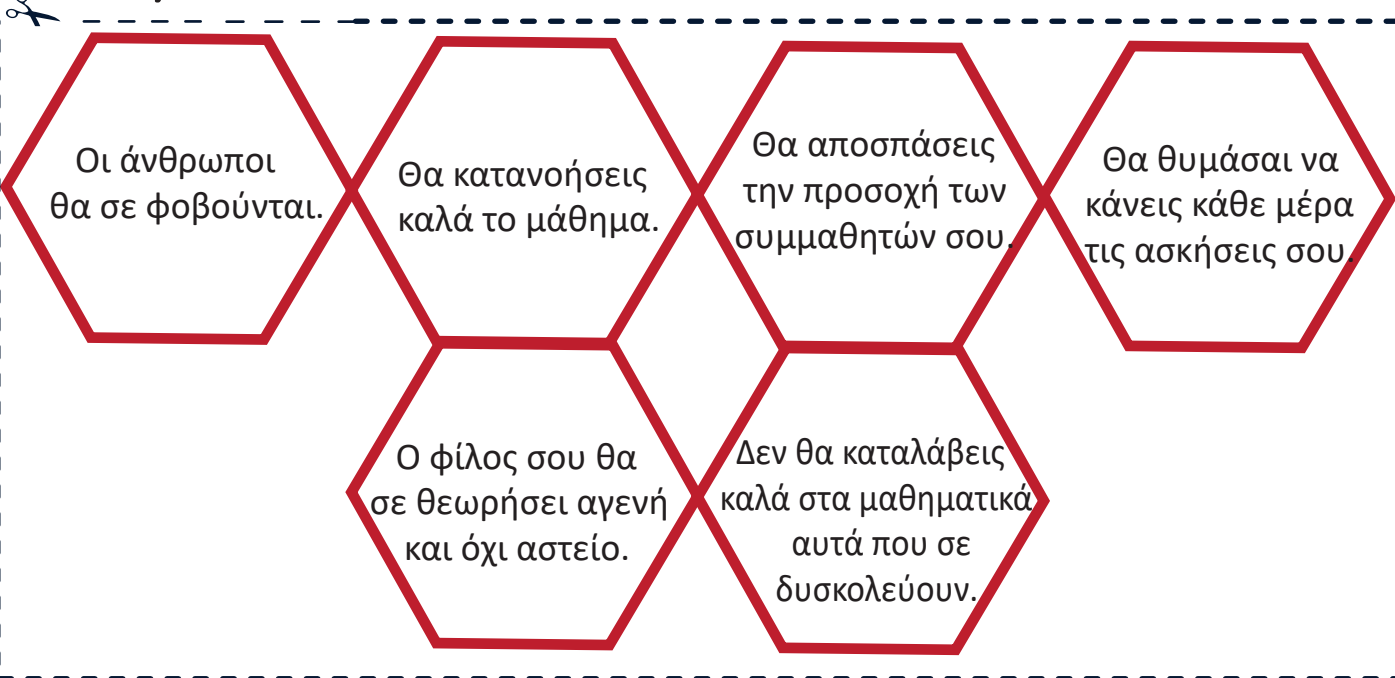 Οι άνθρωποι
θα σε φοβούνται.
Θα κατανοήσεις
καλά το μάθημα.
Θα αποσπάσεις
την προσοχή των
συμμαθητών σου.
Θα θυμάσαι να
κάνεις κάθε μέρα
τις ασκήσεις σου.
Ο φίλος σου θα
σε θεωρήσει αγενή
και όχι αστείο.
Δεν θα καταλάβεις
καλά στα μαθηματικά
αυτά που σε
δυσκολεύουν.